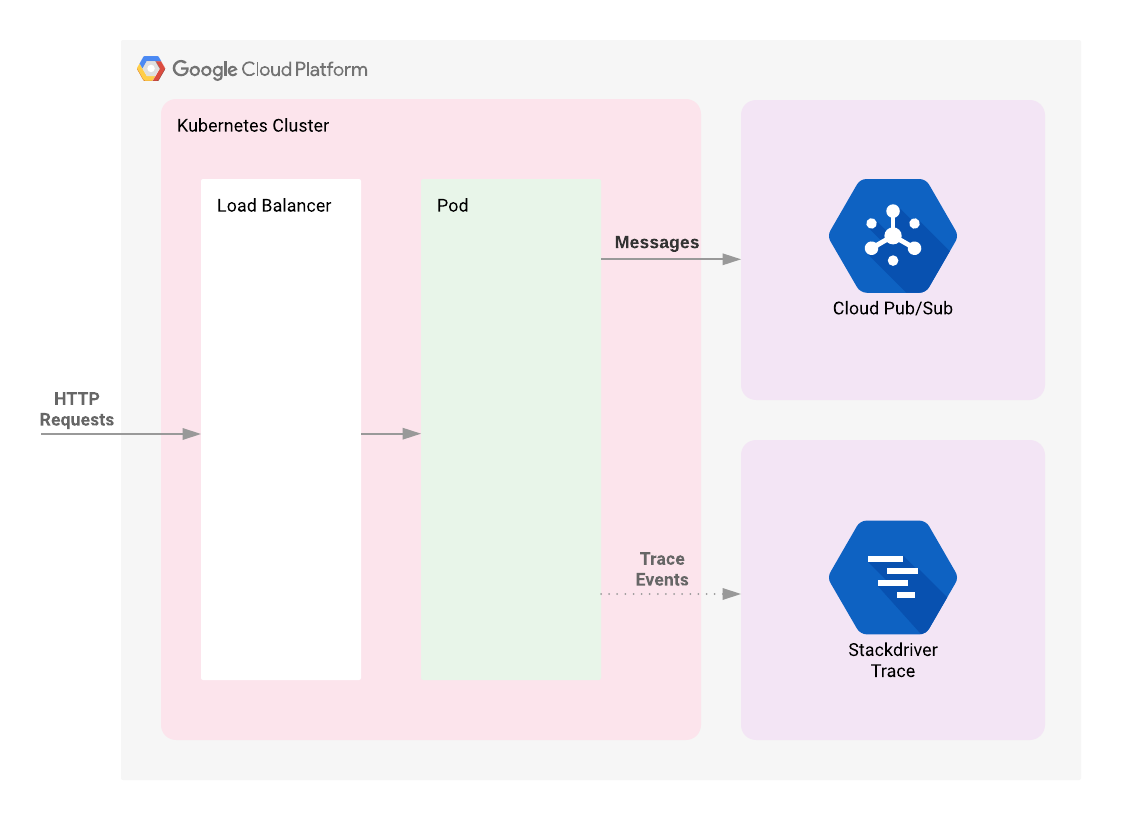 Google Cloud Platform
Kubernetes Cluster
Load Balancer
Pod
Messages
Cloud Pub/Sub
HTTP
Requests
Trace
Events
Stackdriver
Trace